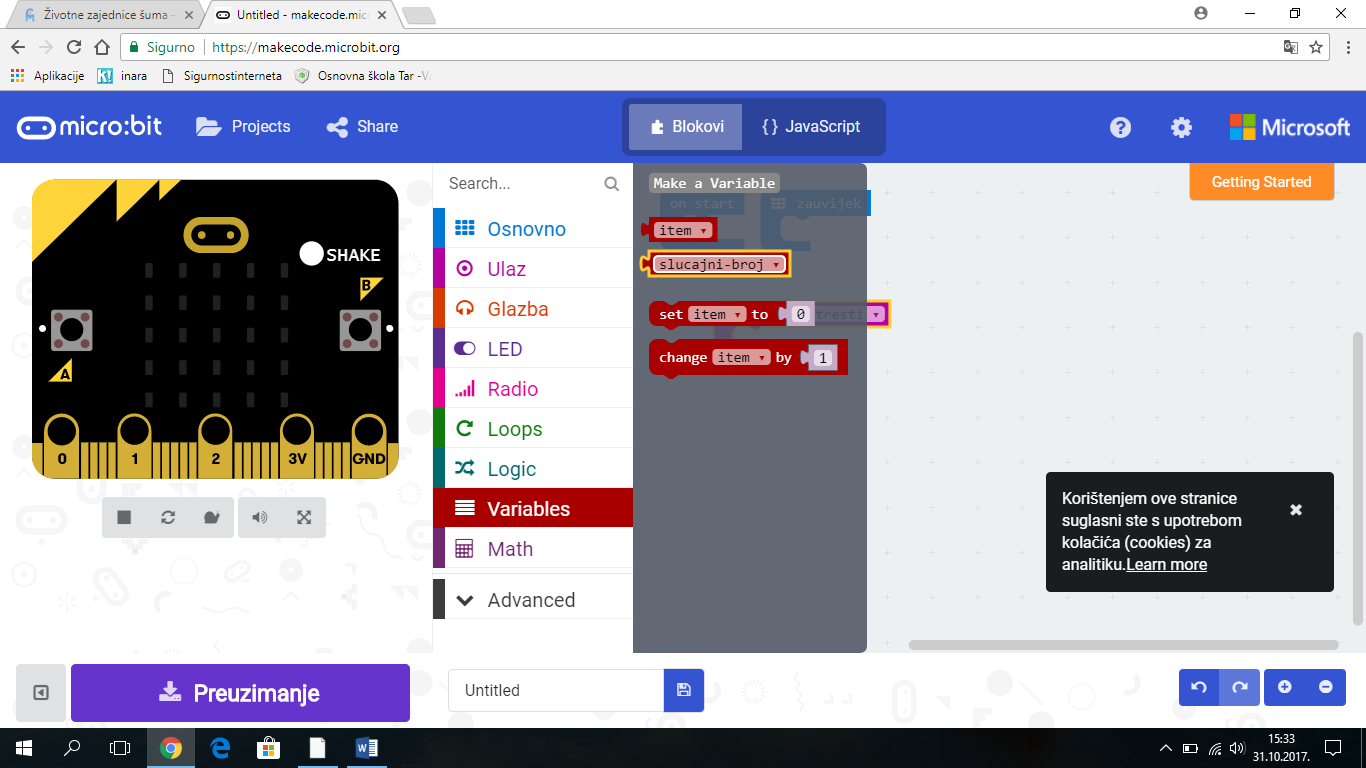 Životne zajednice šuma -
Untitled - makecode.mic
Sigurno
https://makecode.microbit.org
Aplikacije
inara
Sigurnostinterneta
Osnovna škola Tar -Va
micro:bit
Projects
Share
Blokovi
{} JavaScript
Microsoft
SHAKE
B
A
0 1 2 3V GND
Search...
Osnovno
Ulaz
Glazba
LED
Radio
Loops
Logic
Variables
Math
Advanced
Make a Variable
on start
zauvijek
item
slucajni-broj
set item to 0
tresti
change item by 1
Getting Started
Korištenjem ove stranice
suglasni ste s upotrebom
kolačića (cookies) za
analitiku.Learn more
Preuzimanje
Untitled
15:33
31.10.2017.